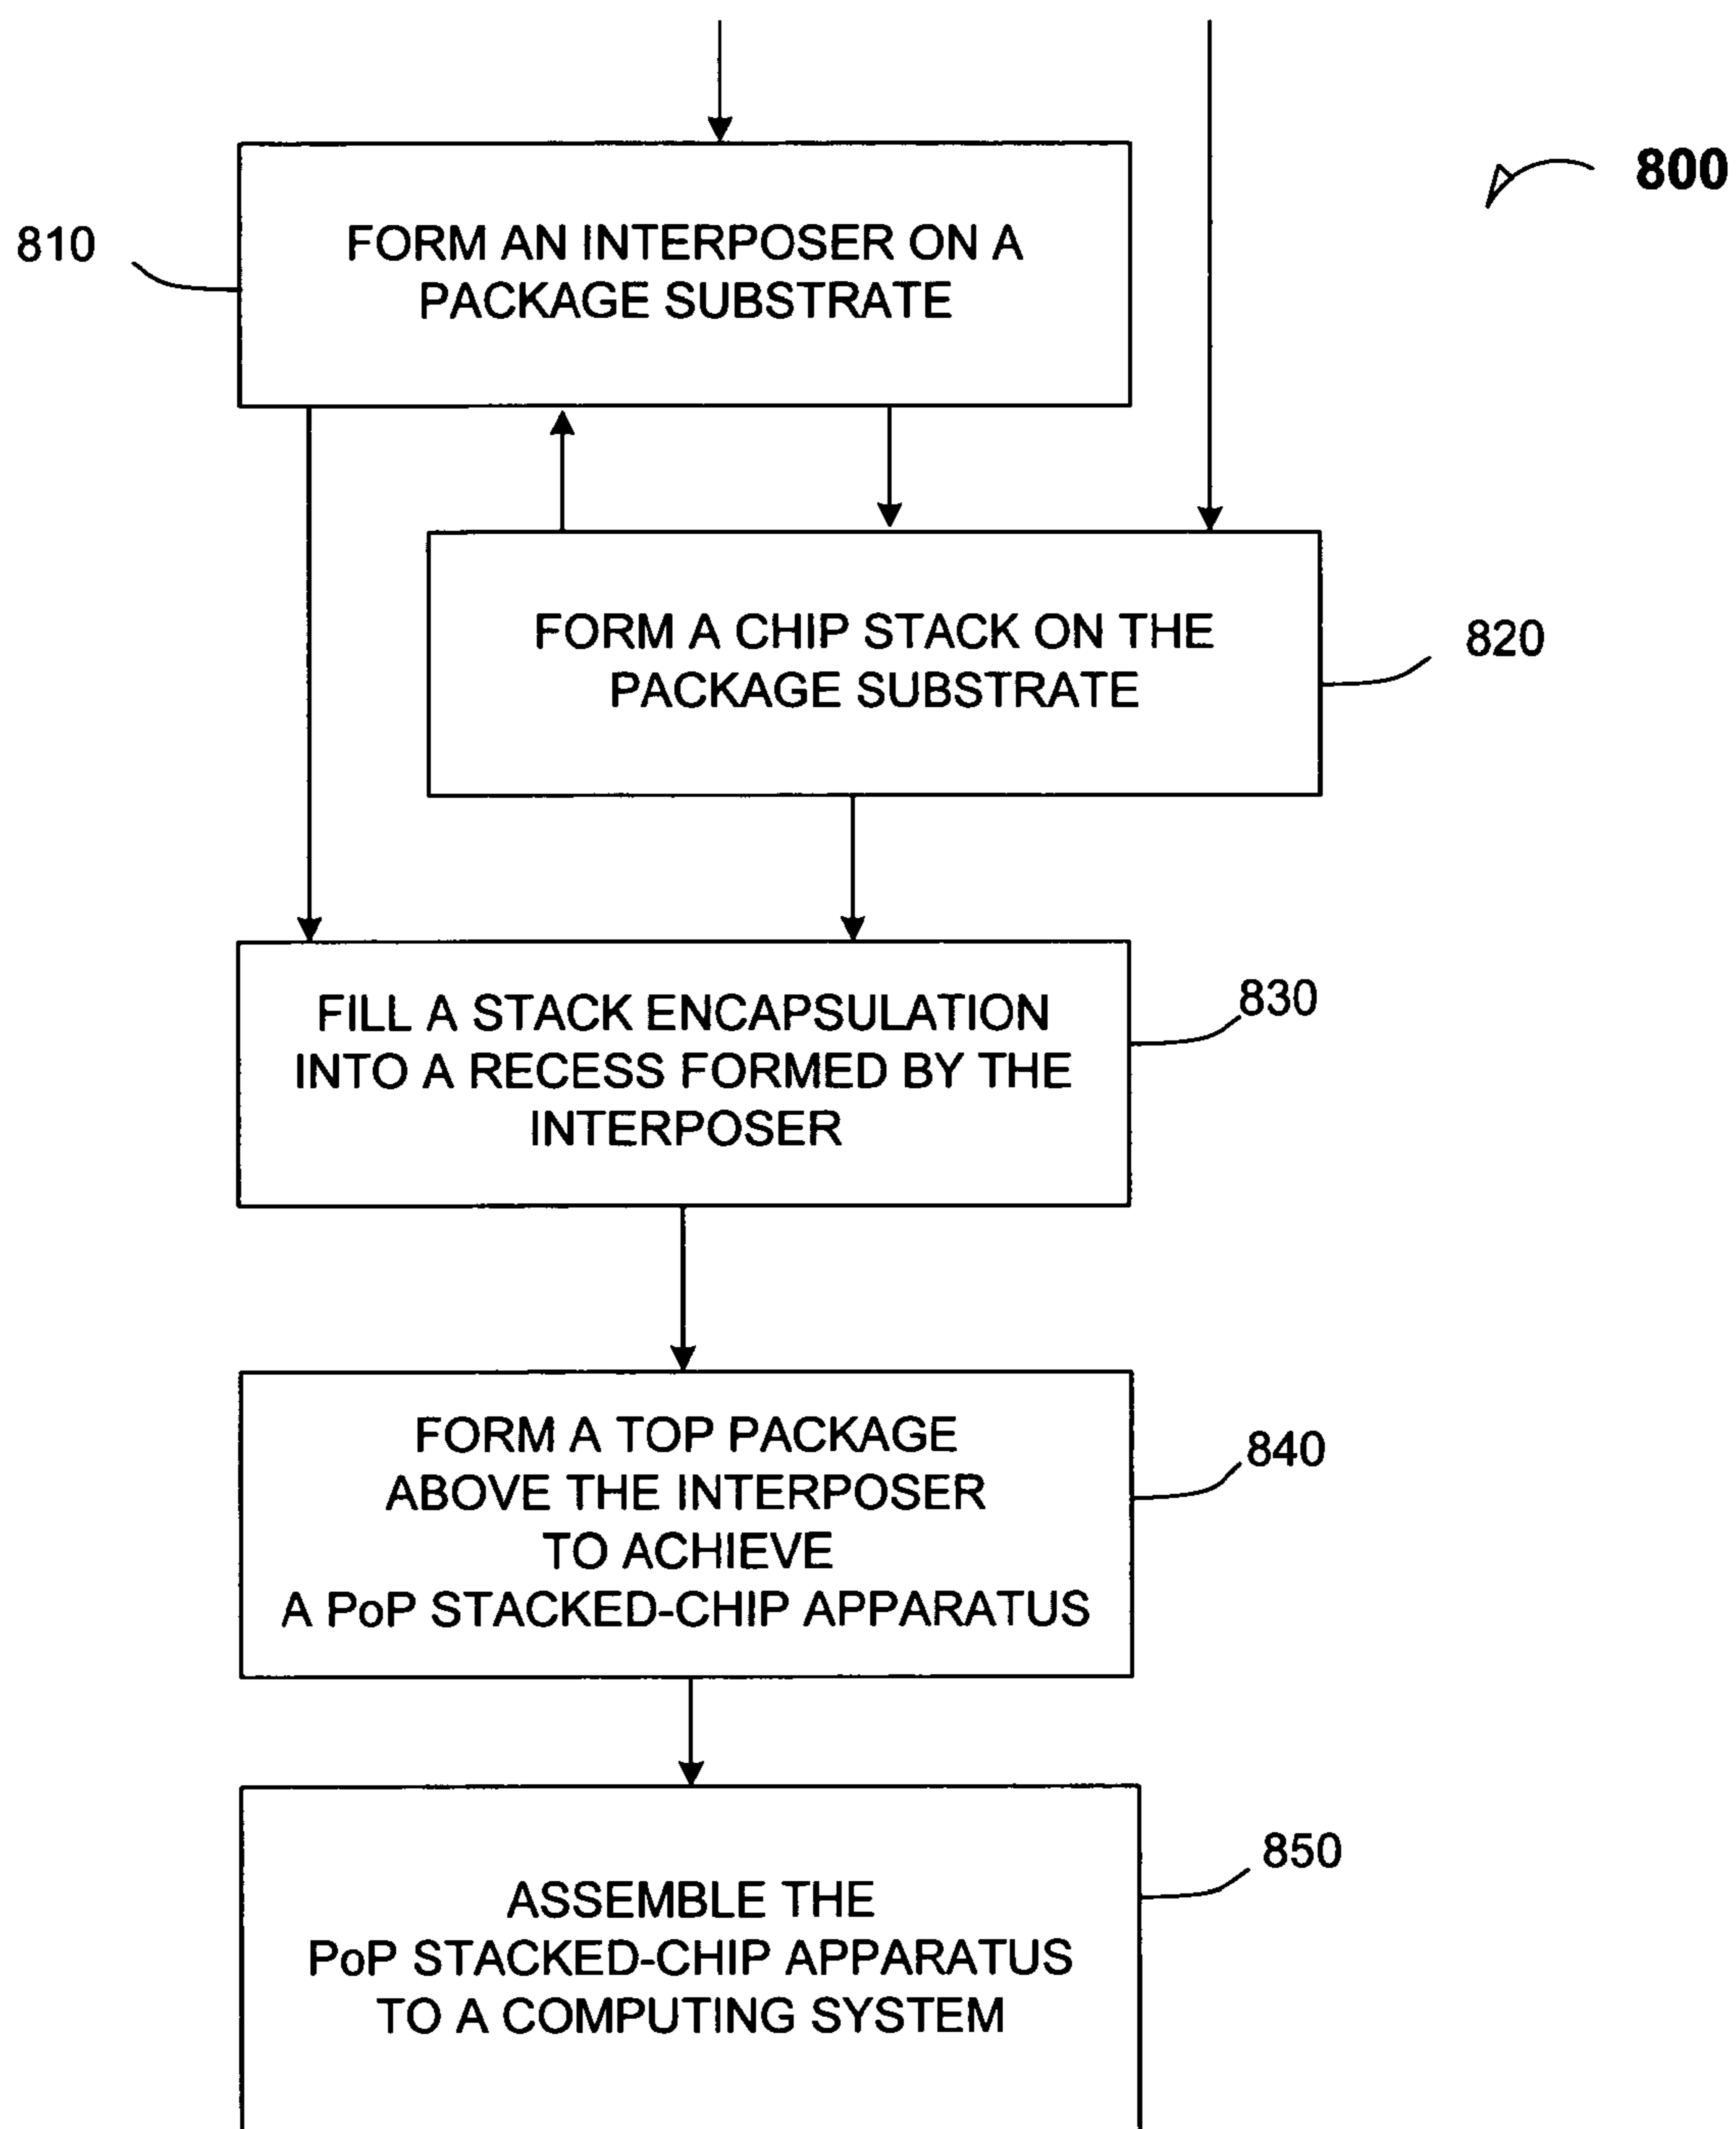 800
810
FORM AN INTERPOSER ON A
PACKAGE SUBSTRATE
FORM A CHIP STACK ON THE
PACKAGE SUBSTRATE
820
FILL A STACK ENCAPSULATION
INTO A RECESS FORMED BY THE
INTERPOSER
830
FORM A TOP PACKAGE
ABOVE THE INTERPOSER
TO ACHIEVE
A PoP STACKED-CHIP APPARATUS
840
ASSEMBLE THE
PoP STACKED-CHIP APPARATUS
TO A COMPUTING SYSTEM
850